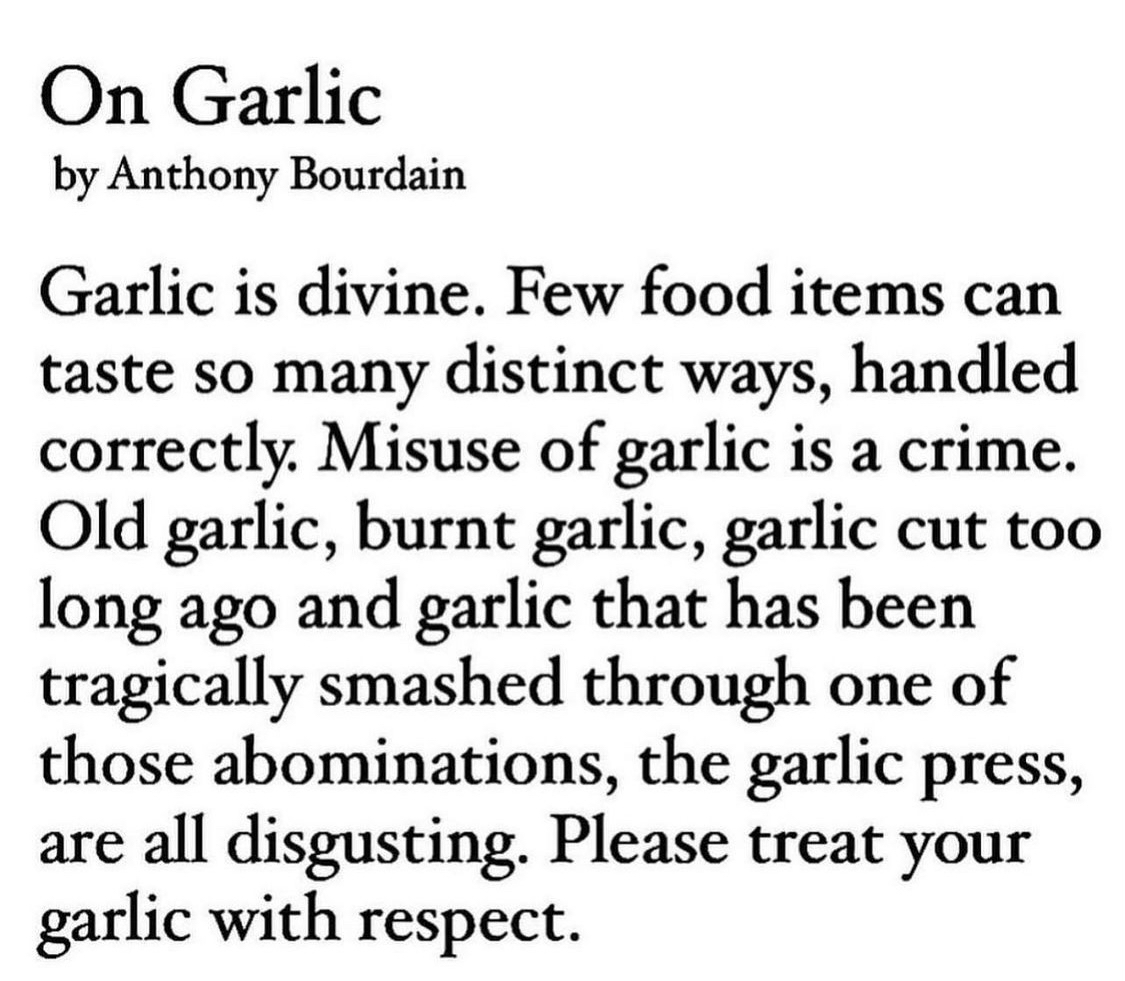 On Garlic
by Anthony Bourdain
Garlic is divine. Few food items can
taste so many distinct ways, handled
correctly. Misuse of garlic is a crime.
Old garlic, burnt garlic, garlic cut too
long ago and garlic that has been
tragically smashed through one of
those abominations, the garlic press,
are all disgusting. Please treat your
garlic with respect.